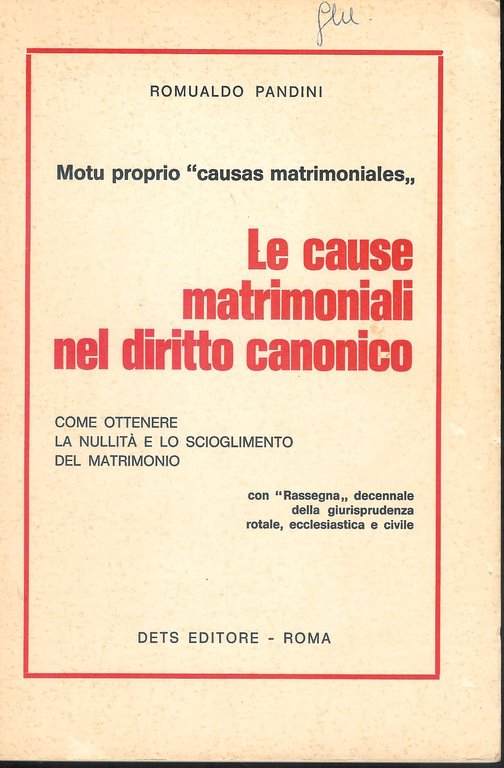 ROMUALDO PANDINI
Motu proprio “causas matrimoniales„
Le cause
matrimoniali
nel diritto canonico
COME OTTENERE
LA NULLITÀ E LO SCIOGLIMENTO
DEL MATRIMONIO
con “Rassegna„ decennale
della giurisprudenza
rotale, ecclesiastica e civile
DETS EDITORE - ROMA